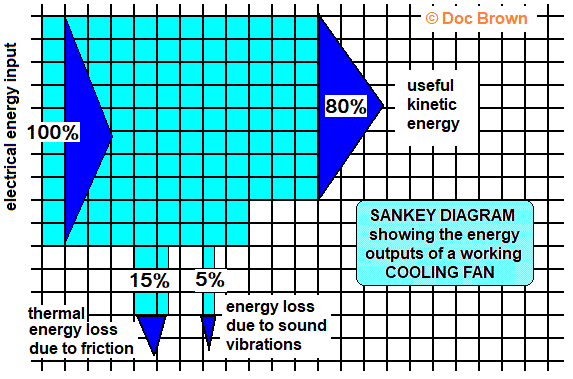 © Doc Brown
electrical energy input
100%
80%
useful
kinetic
energy
SANKEY DIAGRAM
showing the energy
outputs of a working
COOLING FAN
15%
5%
thermal
energy loss
due to friction
energy loss
due to sound
vibrations